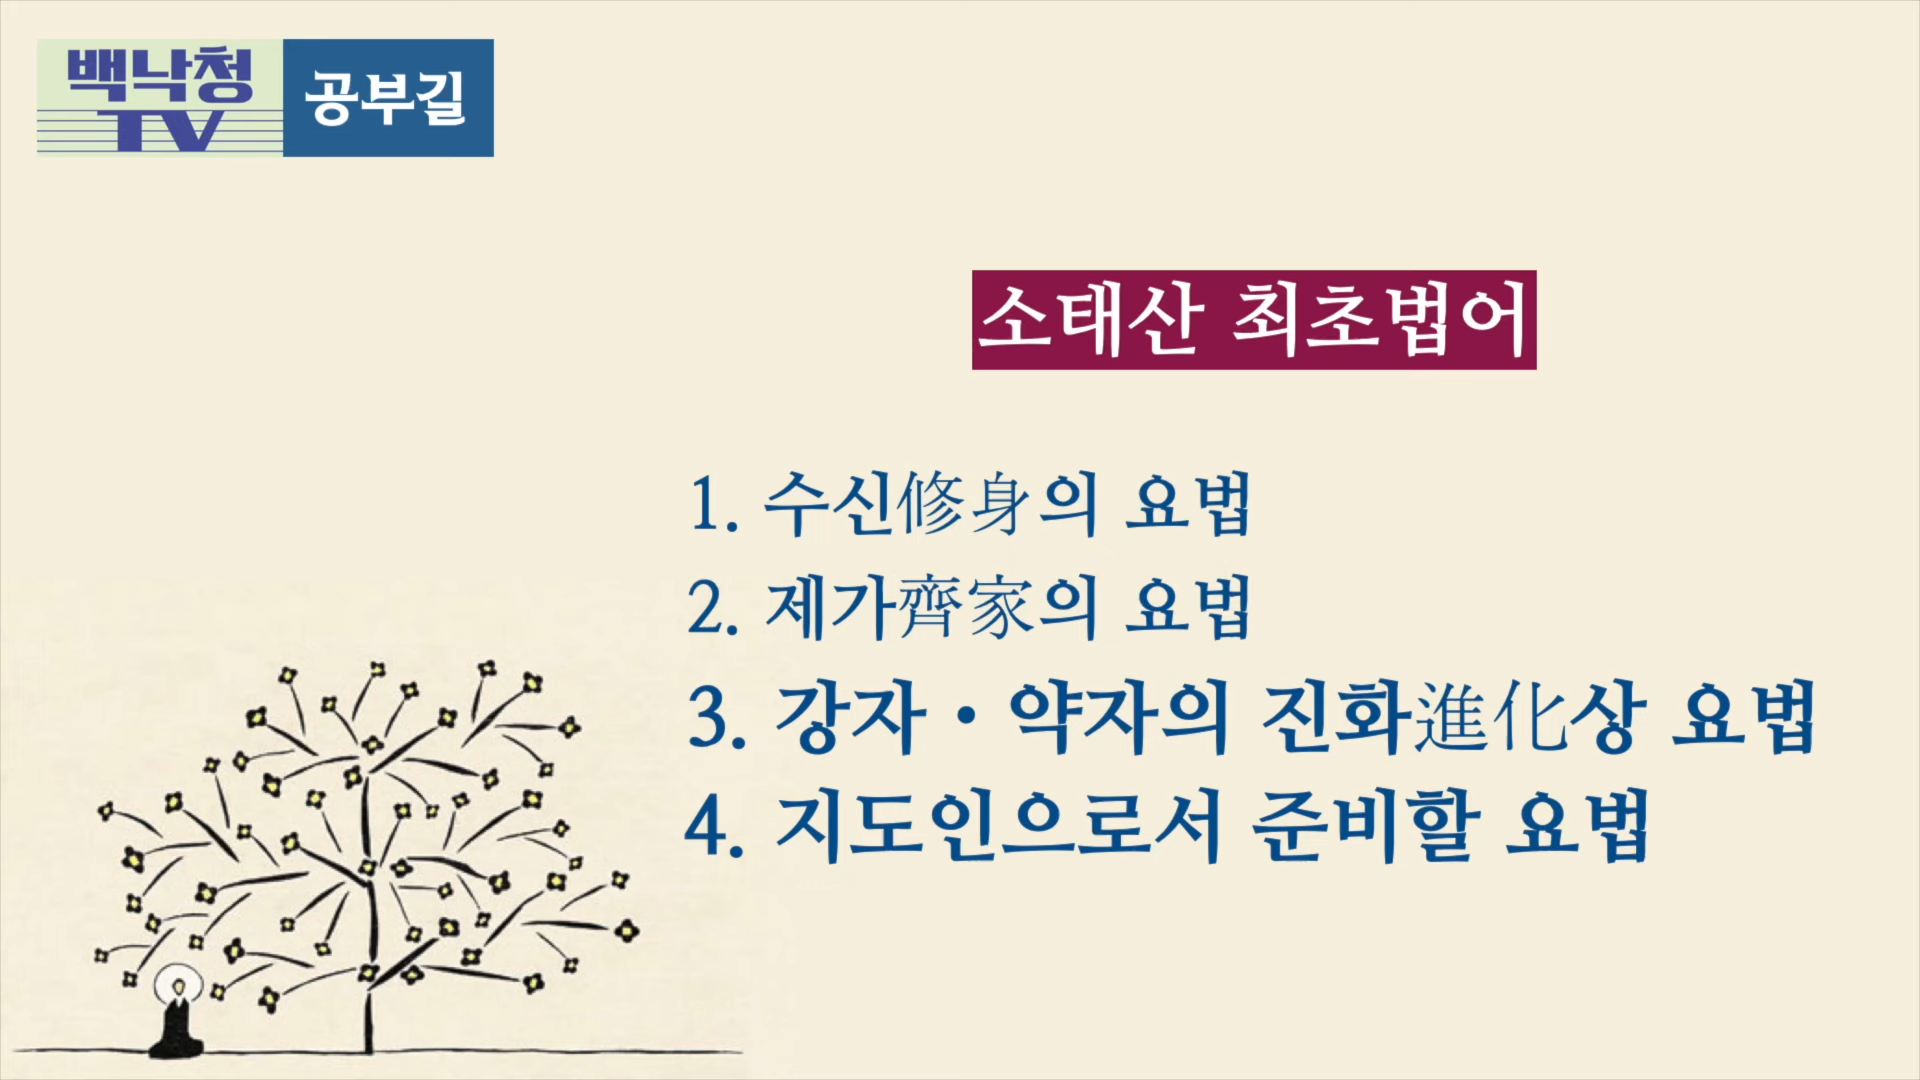 백낙청
TV
공부길
소태산 최초법어
1. 수신修身의 요법
2. 제가齊家의 요법
3. 강자·약자의 진화進化상 요법
4. 지도인으로서 준비할 요법